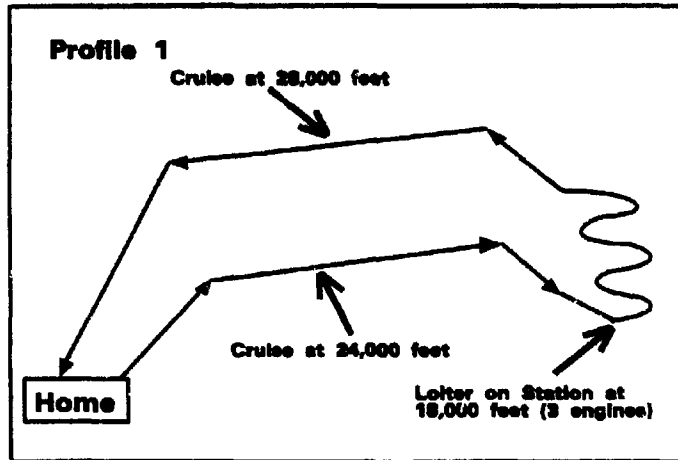 Profile 1
Cruise at 28,000 feet
Cruise at 24,000 feet
Home
Loiter on Station at
18,000 feet (3 engines)